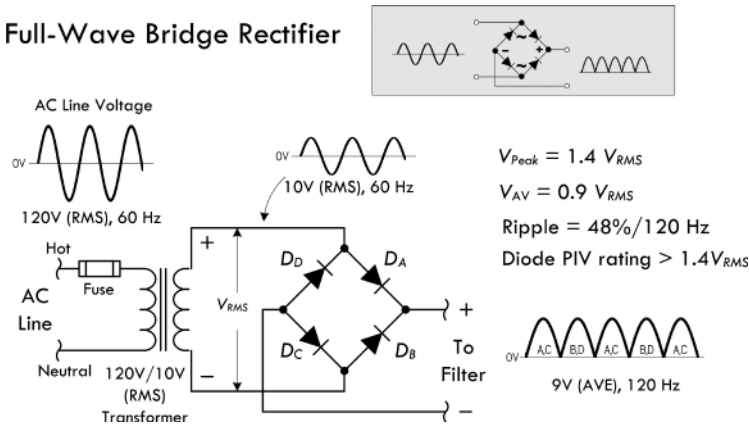 Full-Wave Bridge Rectifier
~
− +
~
AC Line Voltage
0V
120V (RMS), 60 Hz
0V
10V (RMS), 60 Hz
V_Peak = 1.4 V_RMS
V_AV = 0.9 V_RMS
Ripple = 48%/120 Hz
Diode PIV rating > 1.4V_RMS
Hot
Fuse
AC
Line
Neutral
120V/10V
(RMS)
Transformer
+
V_RMS
−
D_D D_A
D_C D_B
+
To
Filter
−
0V A,C B,D A,C B,D A,C
9V (AVE), 120 Hz